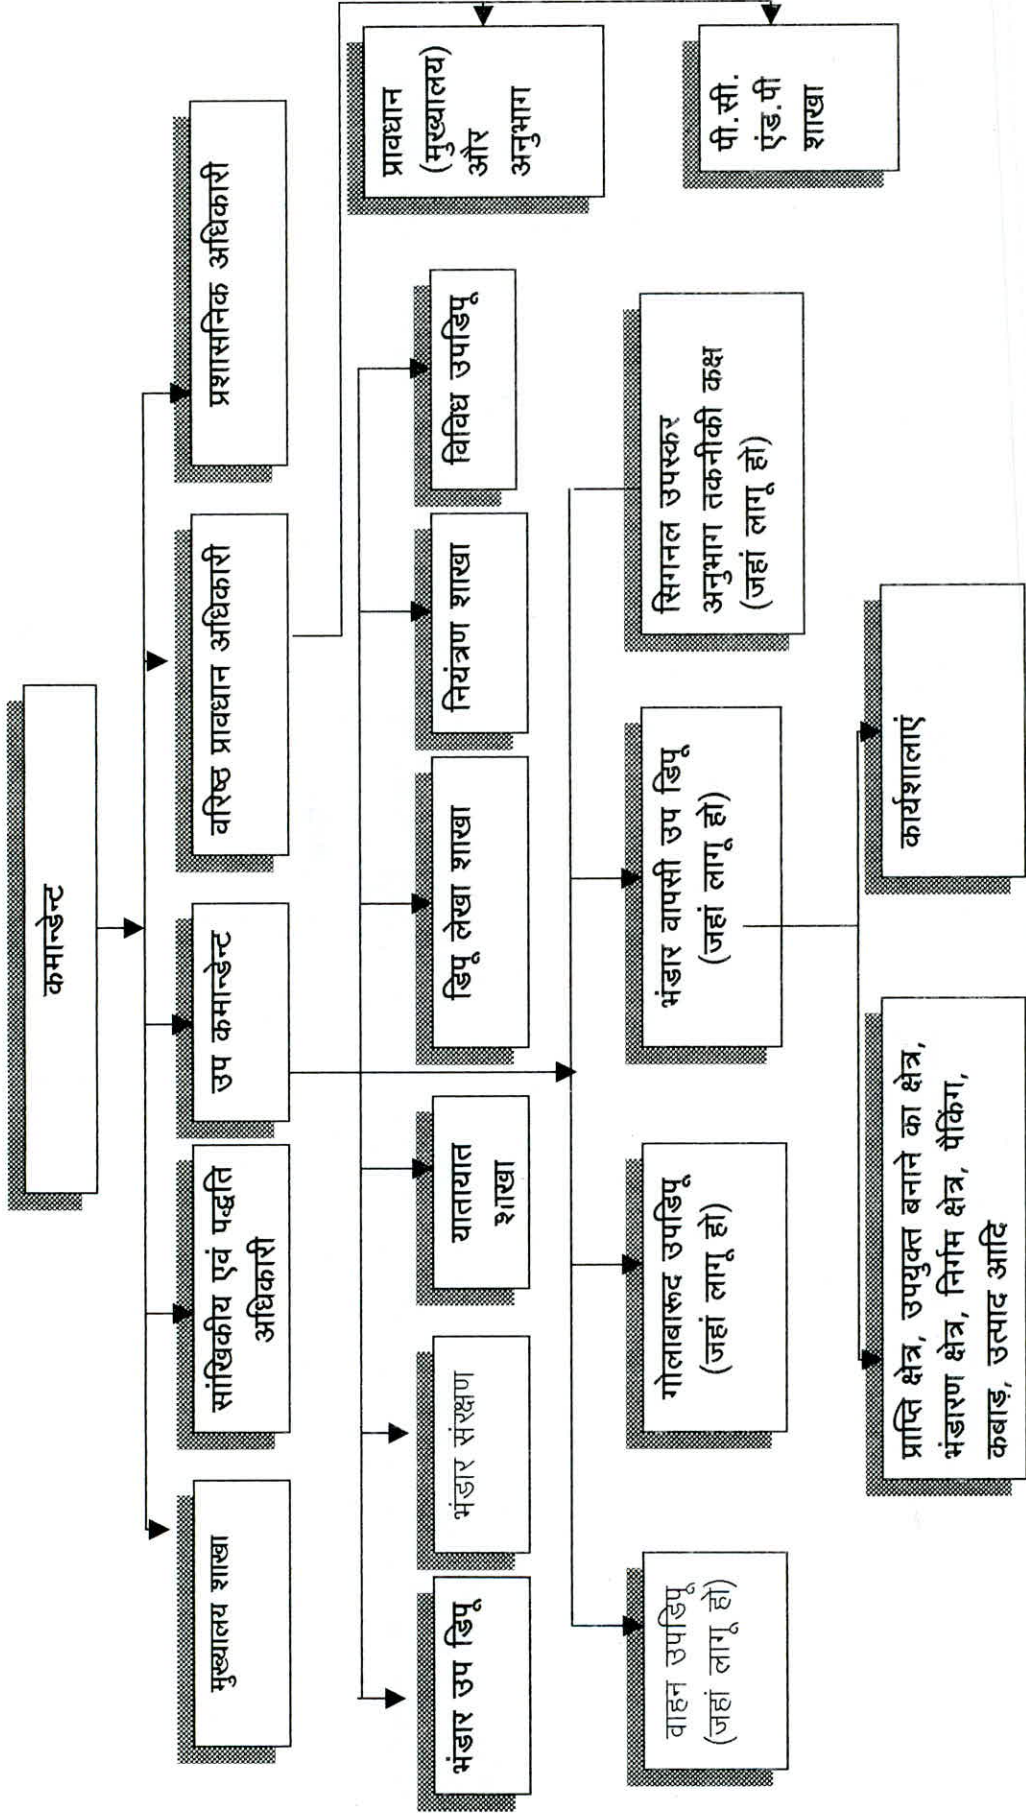 कमान्डेन्ट
मुख्यालय शाखा
सांखिकीय एवं पद्धति
अधिकारी
उप कमान्डेन्ट
वरिष्ठ प्रावधान अधिकारी
प्रशासनिक अधिकारी
प्रावधान
(मुख्यालय)
और
अनुभाग
पी.सी.
एंड.पी
शाखा
भंडार उप डिपू
भंडार संरक्षण
यातायात
शाखा
डिपू लेखा शाखा
नियंत्रण शाखा
विविध उपडिपू
वाहन उपडिपू
(जहां लागू हो)
गोलाबारूद उपडिपू
(जहां लागू हो)
भंडार वापसी उप डिपू
(जहां लागू हो)
सिगनल उपस्कर
अनुभाग तकनीकी कक्ष
(जहां लागू हो)
प्राप्ति क्षेत्र, उपयुक्त बनाने का क्षेत्र,
भंडारण क्षेत्र, निर्गम क्षेत्र, पैकिंग,
कबाड़, उत्पाद आदि
कार्यशालाएं